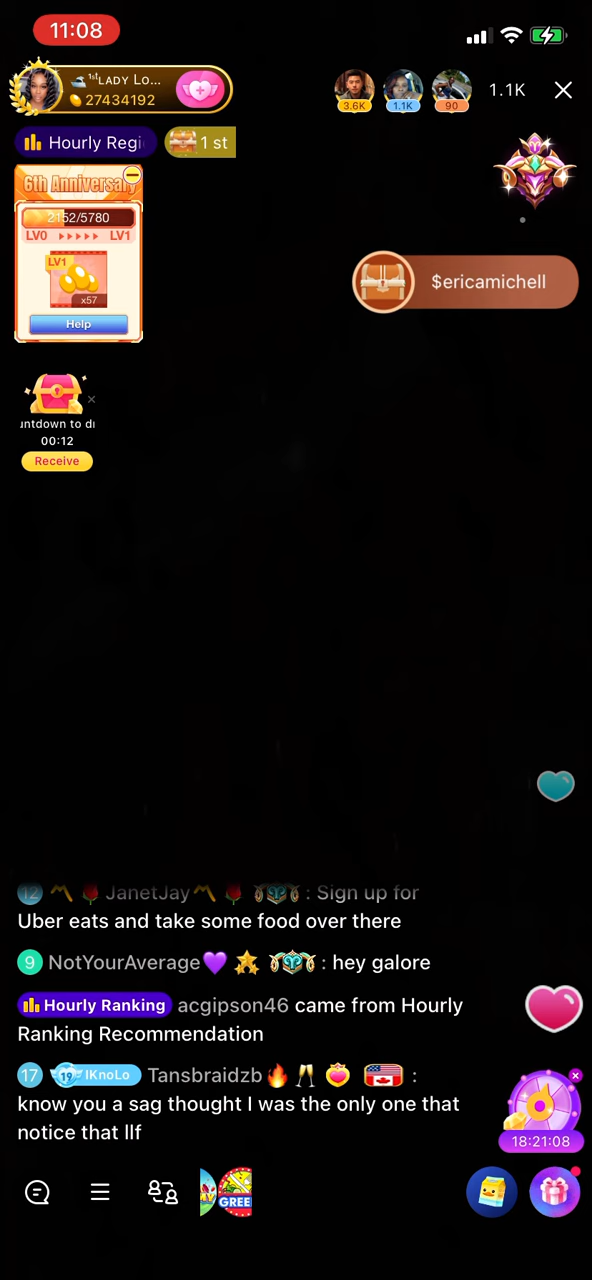 11:08
1stLADY Lo...
27434192
3.6K
1.1K
90
1.1K
Hourly Regi
1 st
6th Anniversary
2152/5780
LV0 LV1
LV1
x57
Help
$ericamichell
untdown to di
00:12
Receive
12 JanetJay : Sign up for
Uber eats and take some food over there
9 NotYourAverage : hey galore
Hourly Ranking acgipson46 came from Hourly
Ranking Recommendation
17 19 IKnoLo Tansbraidzb :
know you a sag thought I was the only one that
notice that llf
18:21:08
GREE